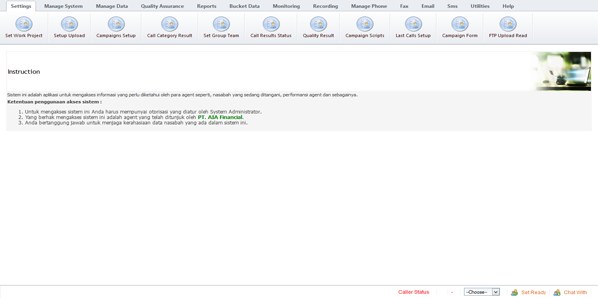 Settings Manage System Manage Data Quality Assurance Reports Bucket Data Monitoring Recording Manage Phone Fax Email Sms Utilities Help
Set Work Project Setup Upload Campaigns Setup Call Category Result Set Group Team Call Results Status Quality Result Campaign Scripts Last Calls Setup Campaign Form FTP Upload Read
Instruction
Sistem ini adalah aplikasi untuk mengakses informasi yang perlu diketahui oleh para agent seperti, nasabah yang sedang ditangani, performansi agent dan sebagainya.
Ketentuan penggunaan akses sistem :
1. Untuk mengakses sistem ini Anda harus mempunyai otorisasi yang diatur oleh System Administrator.
2. Yang berhak mengakses sistem ini adalah agent yang telah ditunjuk oleh PT. AIA Financial.
3. Anda bertanggung jawab untuk menjaga kerahasiaan data nasabah yang ada dalam sistem ini.
Caller Status - --Choose-- Set Ready Chat With